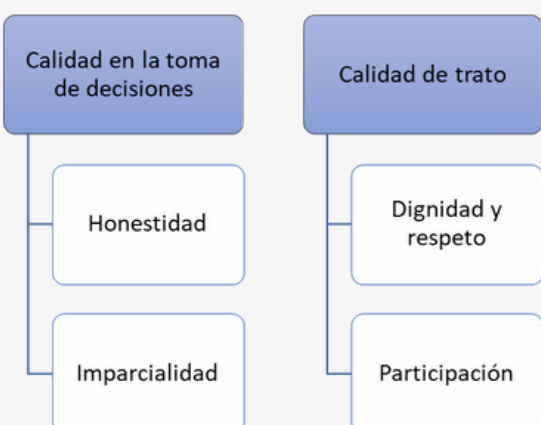 Calidad en la toma
de decisiones
Honestidad
Imparcialidad
Calidad de trato
Dignidad y
respeto
Participación